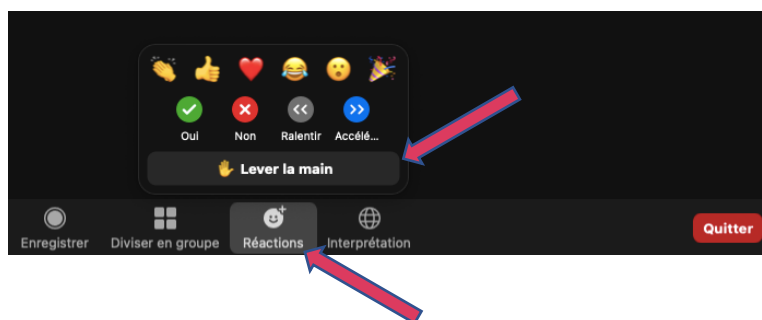 Oui Non Ralentir Accélé...
Lever la main
Enregistrer Diviser en groupe Réactions Interprétation Quitter